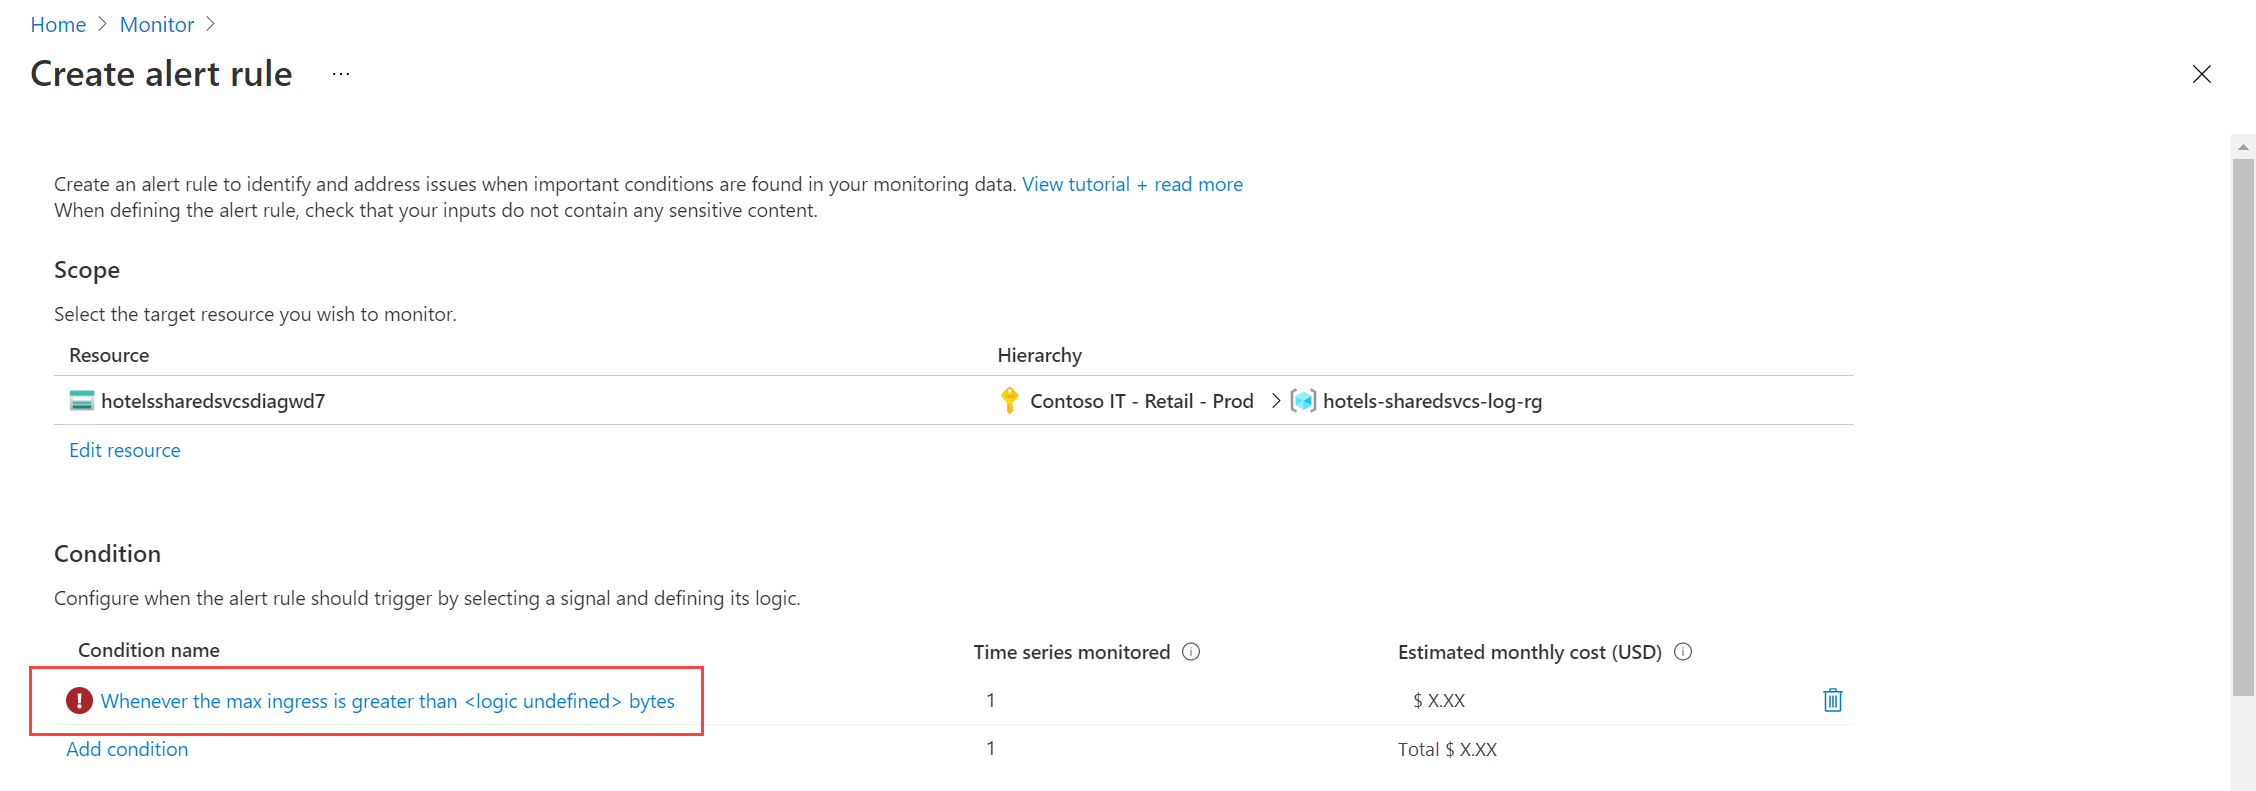 Home > Monitor >
Create alert rule ...
Create an alert rule to identify and address issues when important conditions are found in your monitoring data. View tutorial + read more
When defining the alert rule, check that your inputs do not contain any sensitive content.
Scope
Select the target resource you wish to monitor.
Resource Hierarchy
hotelssharedsvcsdiagwd7 Contoso IT - Retail - Prod > hotels-sharedsvcs-log-rg
Edit resource
Condition
Configure when the alert rule should trigger by selecting a signal and defining its logic.
Condition name Time series monitored Estimated monthly cost (USD)
Whenever the max ingress is greater than <logic undefined> bytes 1 $ X.XX
Add condition 1 Total $ X.XX